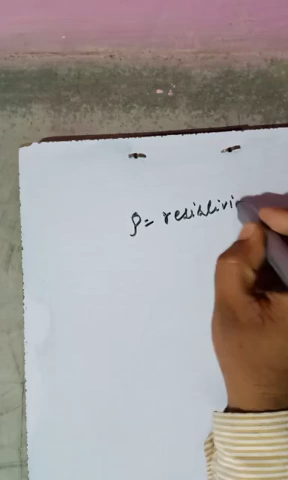 ρ = resistivi